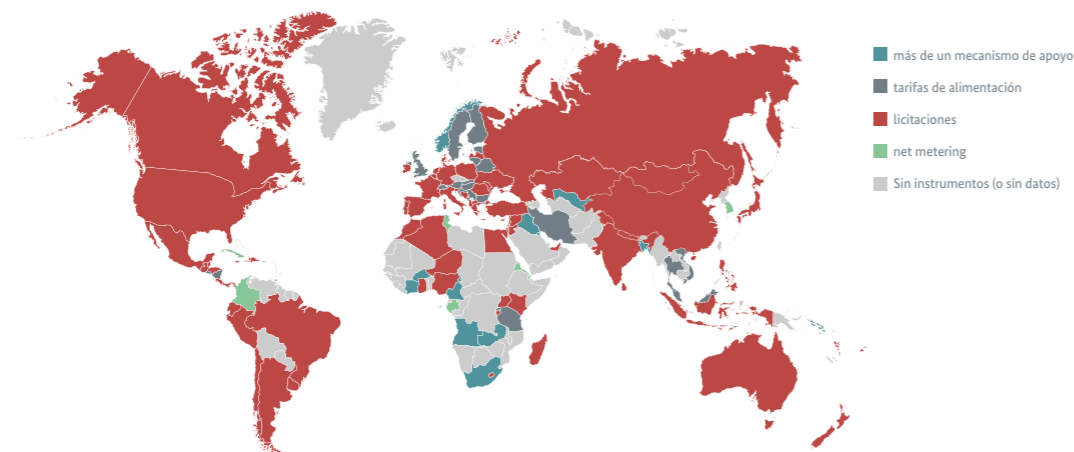 más de un mecanismo de apoyo
tarifas de alimentación
licitaciones
net metering
Sin instrumentos (o sin datos)